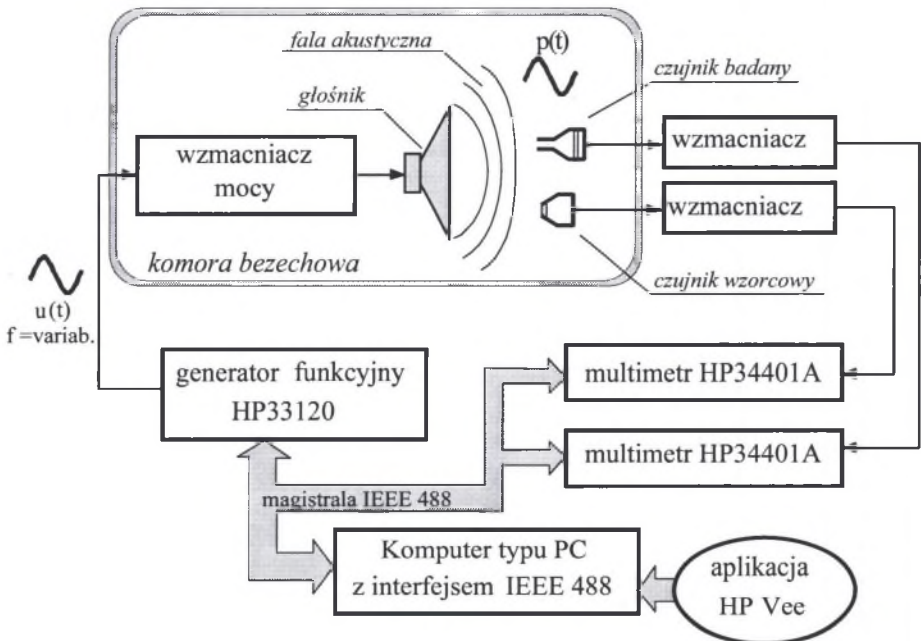 fala akustyczna
p(t)
czujnik badany
głośnik
wzmacniacz
mocy
wzmacniacz
wzmacniacz
komora bezechowa
czujnik wzorcowy
u(t)
f =variab.
generator funkcyjny
HP33120
multimetr HP34401A
multimetr HP34401A
magistrala IEEE 488
Komputer typu PC
z interfejsem IEEE 488
aplikacja
HP Vee